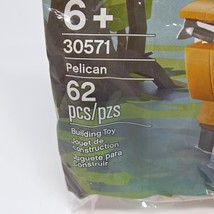 6+
30571
Pelican
62
pcs/pzs
Building Toy
Jouet de
construction
Juguete para
Construir